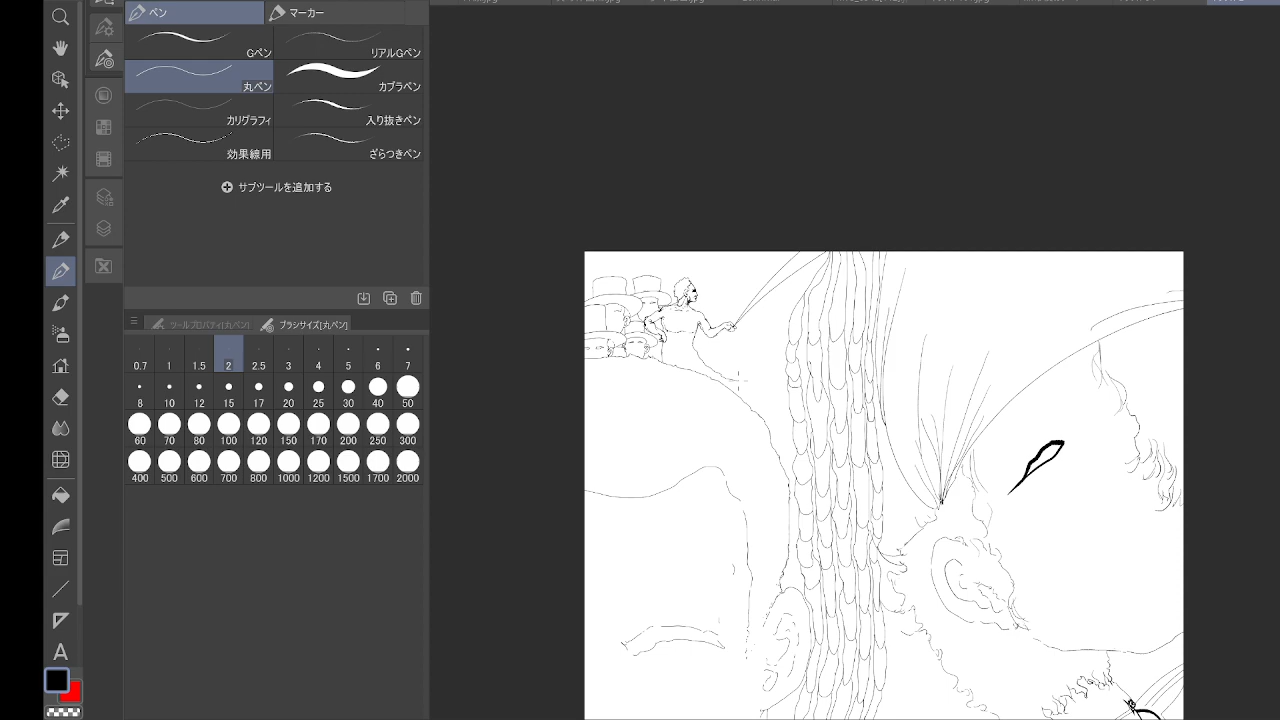 ペン マーカー
Gペン リアルGペン
丸ペン カブラペン
カリグラフィ 入り抜きペン
効果線用 ざらつきペン
サブツールを追加する
ツールプロパティ[丸ペン] ブラシサイズ[丸ペン]
0.7 1 1.5 2 2.5 3 4 5 6 7
8 10 12 15 17 20 25 30 40 50
60 70 80 100 120 150 170 200 250 300
400 500 600 700 800 1000 1200 1500 1700 2000
A